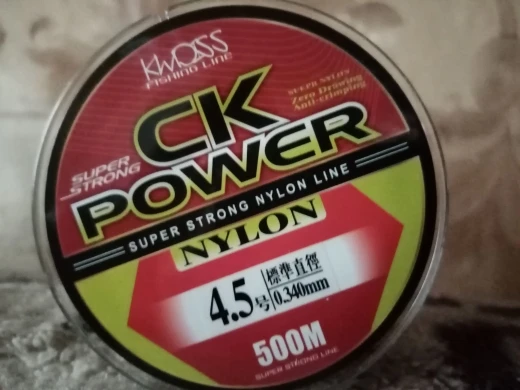 KWOSS
FISHING LINE
SUPER NYLON
Zero Drawing
Anti-crimping
CK
SUPER
STRONG
POWER
SUPER STRONG NYLON LINE
NYLON
4.5号
標準直徑
0.340mm
500M
SUPER STRONG LINE